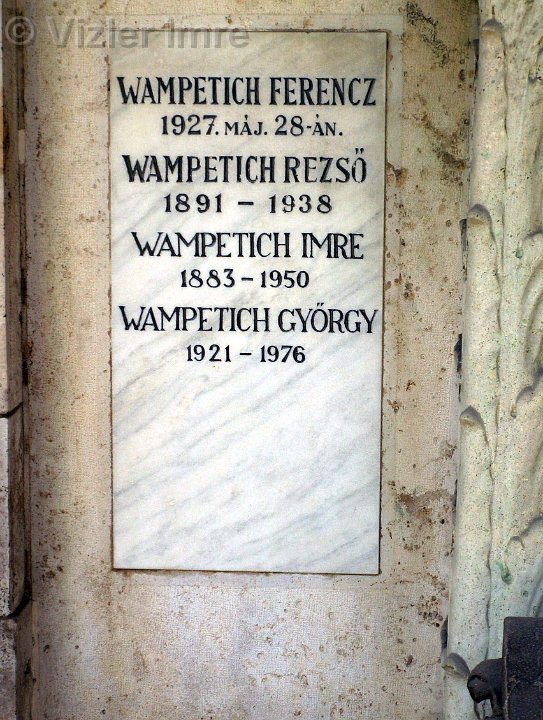 © Vizler Imre
WAMPETICH FERENCZ
1927. MÁJ. 28-ÁN.
WAMPETICH REZSŐ
1891 – 1938
WAMPETICH IMRE
1883 – 1950
WAMPETICH GYÖRGY
1921 – 1976